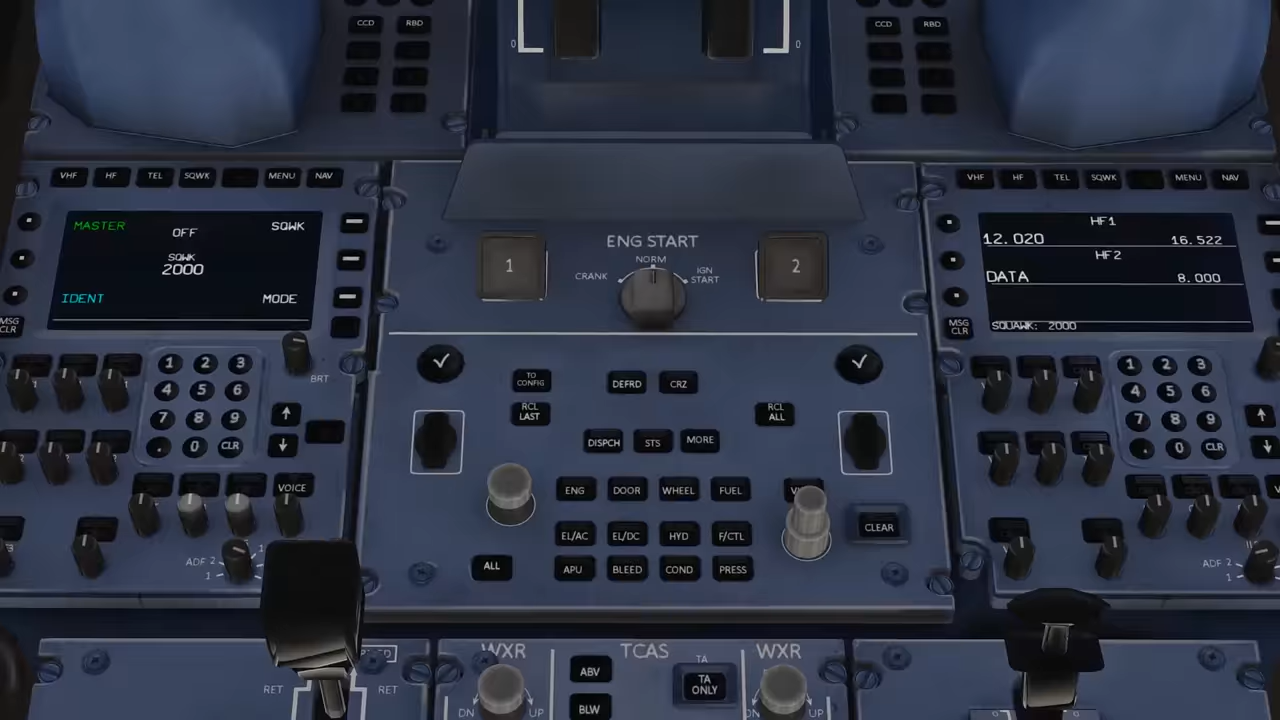 CCD RBD
0
0
CCD RBD
VHF HF TEL SQWK MENU NAV
MASTER OFF SQWK
SQWK
2000
IDENT MODE
MSG
CLR
BRT
1 2 3
4 5 6
7 8 9
. 0 CLR
VOICE
ADF 2
1
1
ENG START
1
CRANK NORM IGN
START
2
TO
CONFIG
DEFRD CRZ
RCL
LAST
RCL
ALL
DISPCH STS MORE
ENG DOOR WHEEL FUEL
EL/AC EL/DC HYD F/CTL
CLEAR
ALL
APU BLEED COND PRESS
VHF HF TEL SQWK MENU NAV
HF1
12.020 16.522
HF2
DATA 8.000
SQUAWK: 2000
MSG
CLR
1 2 3
4 5 6
7 8 9
. 0 CLR
ADF 2
1
RET RET
WXR
DN UP
TCAS
ABV
BLW
TA
TA
ONLY
WXR
DN UP